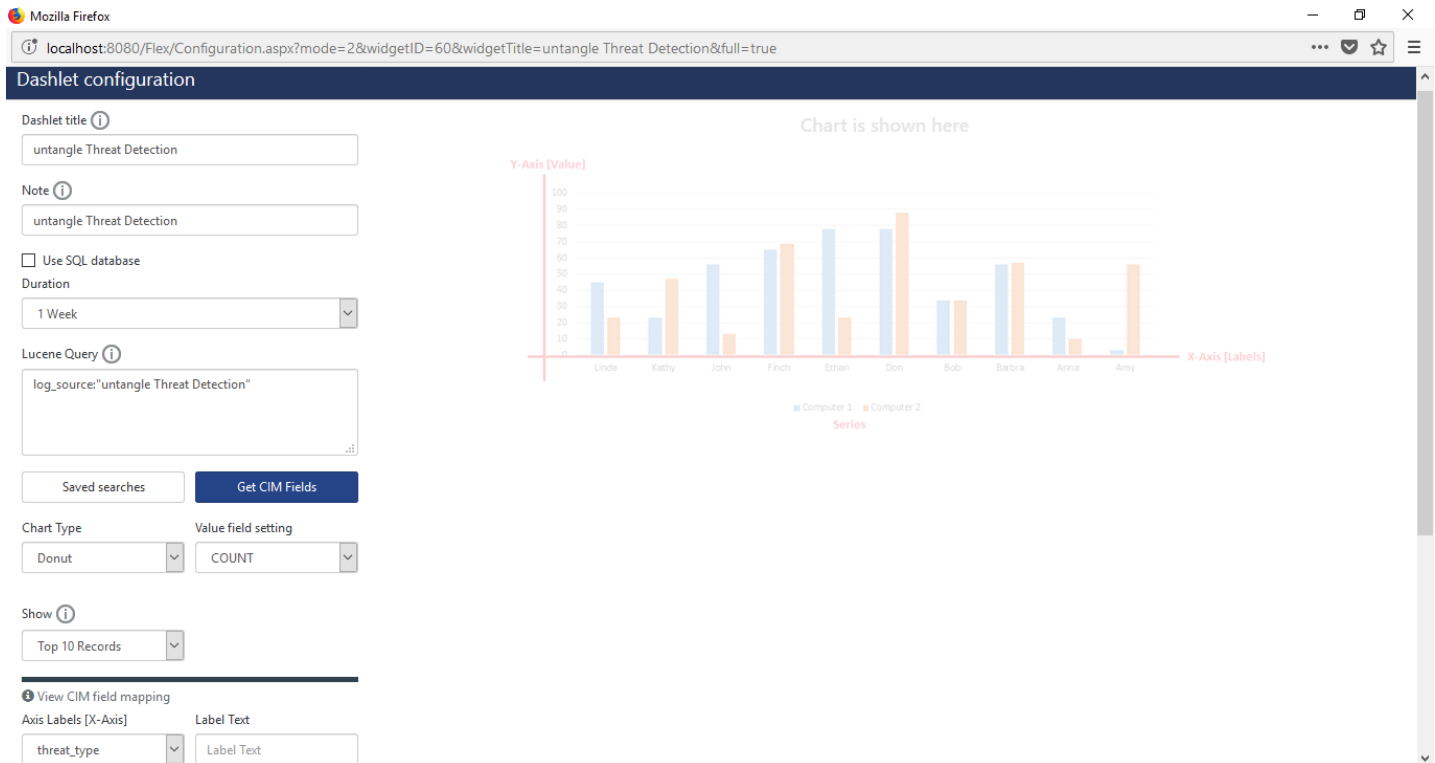 Mozilla Firefox
localhost:8080/Flex/Configuration.aspx?mode=2&widgetID=60&widgetTitle=untangle Threat Detection&full=true
Dashlet configuration
Dashlet title
untangle Threat Detection
Note
untangle Threat Detection
Use SQL database
Duration
1 Week
Lucene Query
log_source:"untangle Threat Detection"
Saved searches Get CIM Fields
Chart Type Value field setting
Donut COUNT
Show
Top 10 Records
View CIM field mapping
Axis Labels [X-Axis] Label Text
threat_type Label Text
Chart is shown here
Y-Axis [Value]
100
90
80
70
60
50
40
30
20
10
0
X-Axis [Labels]
Linda Kathy John Finch Ethan Don Bob Barbra Anna Amy
Computer 1 Computer 2
Series